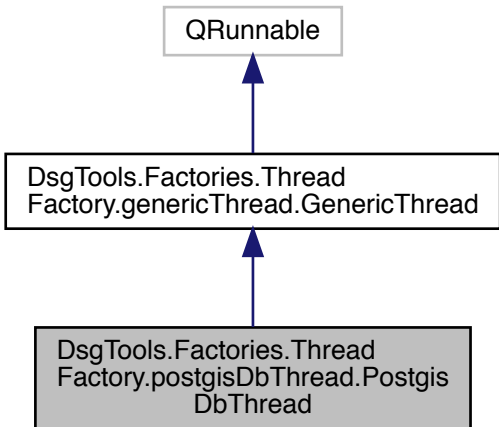 QRunnable
DsgTools.Factories.Thread
Factory.genericThread.GenericThread
DsgTools.Factories.Thread
Factory.postgisDbThread.Postgis
DbThread